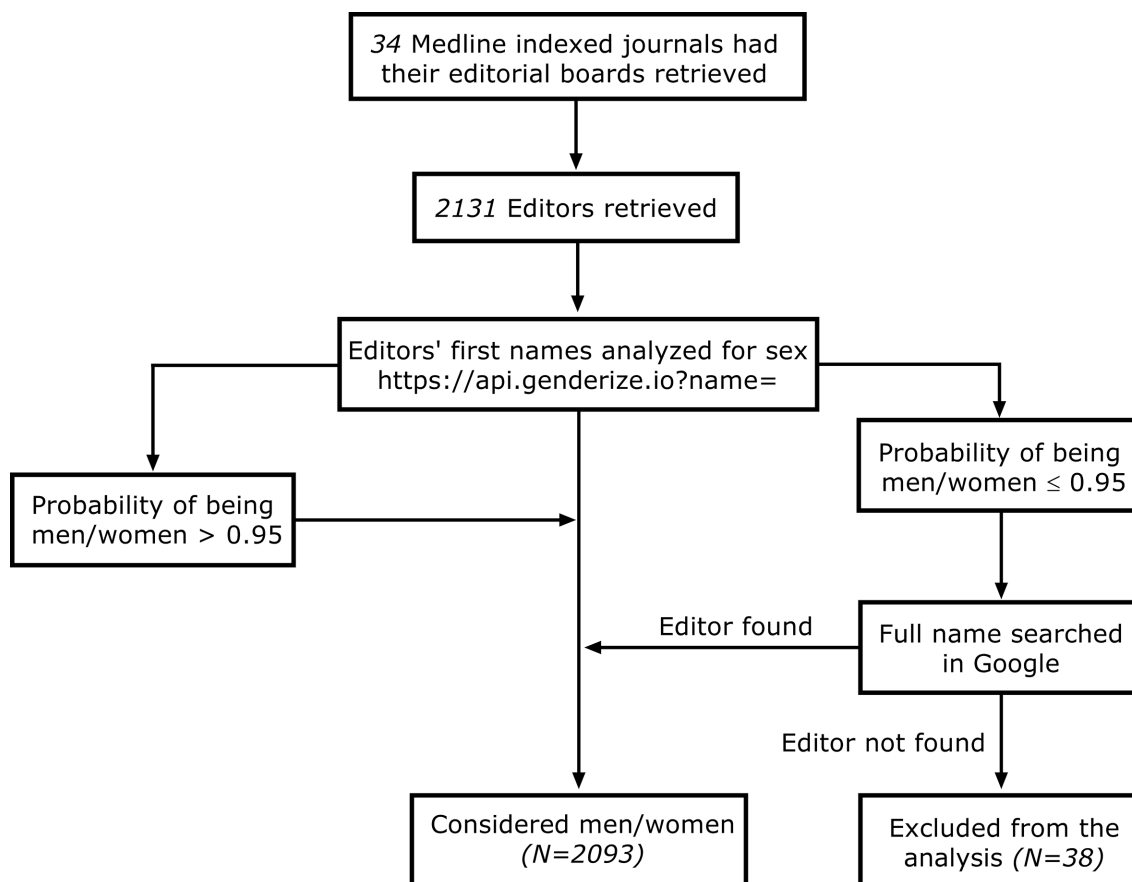 34 Medline indexed journals had
their editorial boards retrieved
2131 Editors retrieved
Editors' first names analyzed for sex
https://api.genderize.io?name=
Probability of being
men/women > 0.95
Probability of being
men/women ≤ 0.95
Editor found
Full name searched
in Google
Editor not found
Considered men/women
(N=2093)
Excluded from the
analysis (N=38)